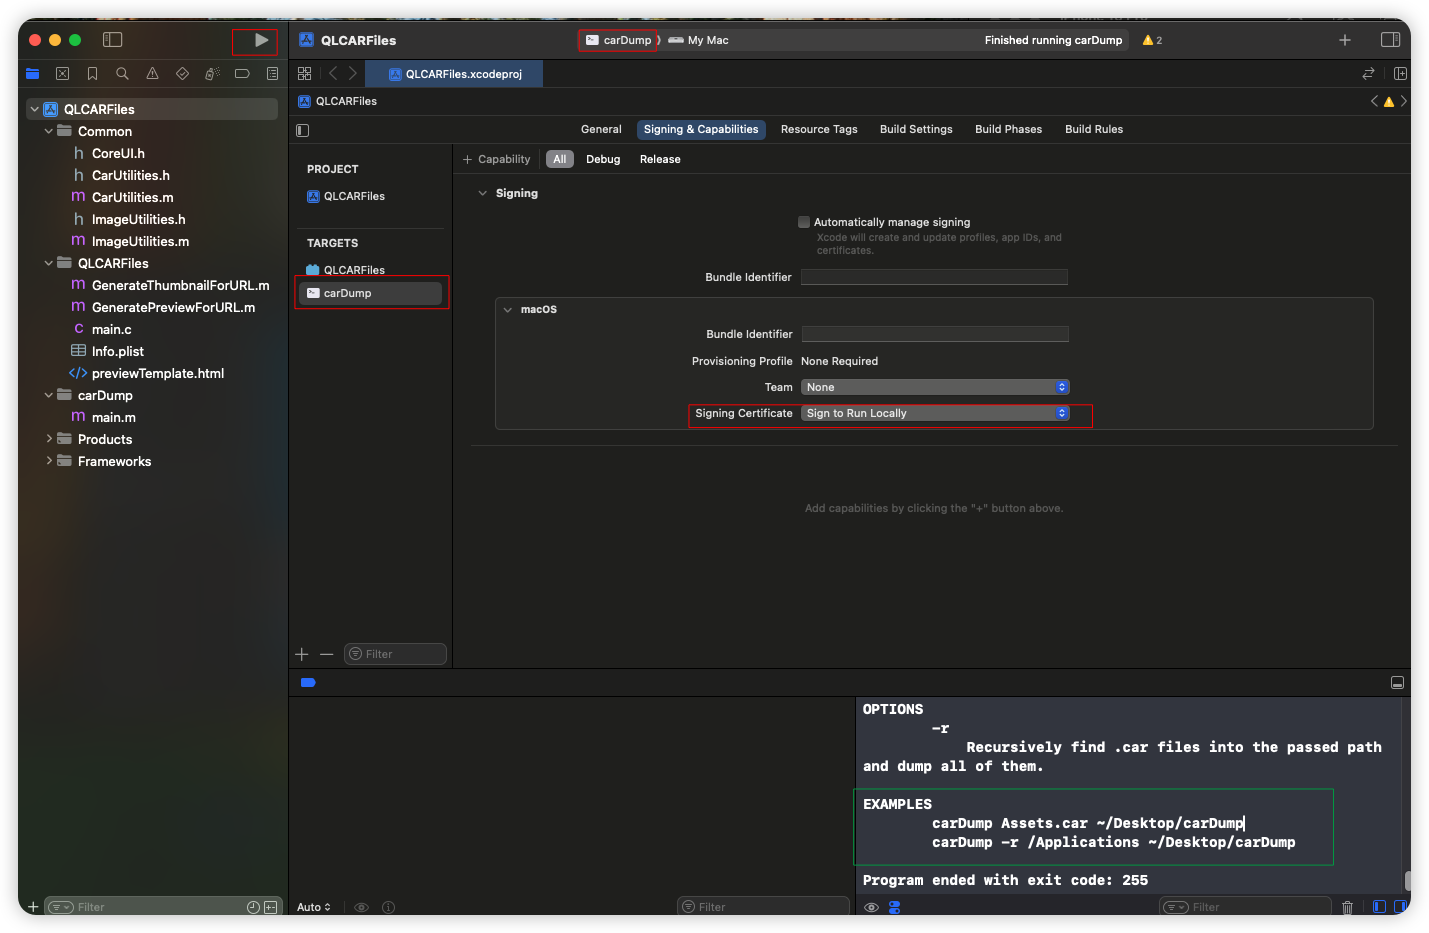 QLCARFiles
carDump
My Mac
Finished running carDump
2
QLCARFiles.xcodeproj
QLCARFiles
QLCARFiles
Common
h CoreUI.h
h CarUtilities.h
m CarUtilities.m
h ImageUtilities.h
m ImageUtilities.m
QLCARFiles
m GenerateThumbnailForURL.m
m GeneratePreviewForURL.m
C main.c
Info.plist
</> previewTemplate.html
carDump
m main.m
Products
Frameworks
Filter
General
Signing & Capabilities
Resource Tags
Build Settings
Build Phases
Build Rules
PROJECT
QLCARFiles
TARGETS
QLCARFiles
carDump
Filter
+ Capability
All
Debug
Release
Signing
Automatically manage signing
Xcode will create and update profiles, app IDs, and
certificates.
Bundle Identifier
macOS
Bundle Identifier
Provisioning Profile None Required
Team None
Signing Certificate Sign to Run Locally
Add capabilities by clicking the "+" button above.
Auto
Filter
OPTIONS
-r
Recursively find .car files into the passed path
and dump all of them.
EXAMPLES
carDump Assets.car ~/Desktop/carDump
carDump -r /Applications ~/Desktop/carDump
Program ended with exit code: 255
Filter